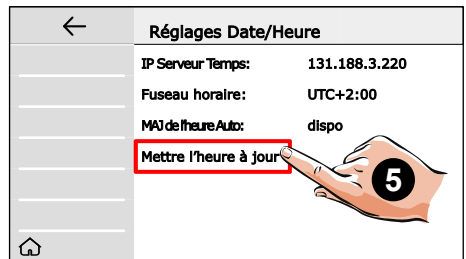 Réglages Date/Heure
IP Serveur Temps: 131.188.3.220
Fuseau horaire: UTC+2:00
MAJ de l'heure Auto: dispo
Mettre l'heure à jour
5